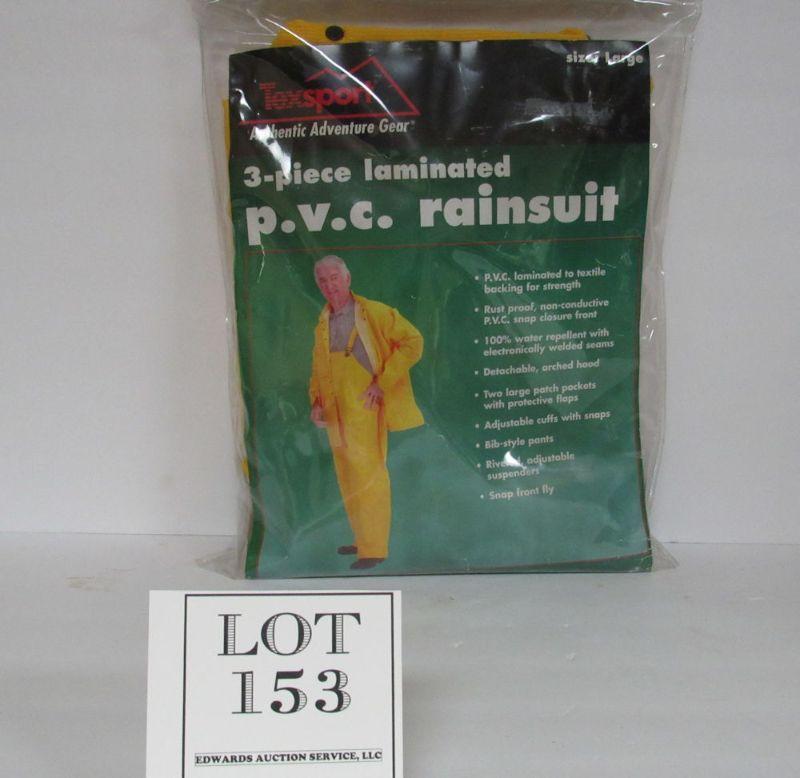 size: Large
Texsport
Authentic Adventure Gear
3-piece laminated
p.v.c. rainsuit
• P.V.C. laminated to textile
backing for strength
• Rust proof, non-conductive
P.V.C. snap closure front
• 100% water repellent with
electronically welded seams
• Detachable, arched hood
• Two large patch pockets
with protective flaps
• Adjustable cuffs with snaps
• Bib-style pants
• Riveted, adjustable
suspenders
• Snap front fly
LOT
153
EDWARDS AUCTION SERVICE, LLC